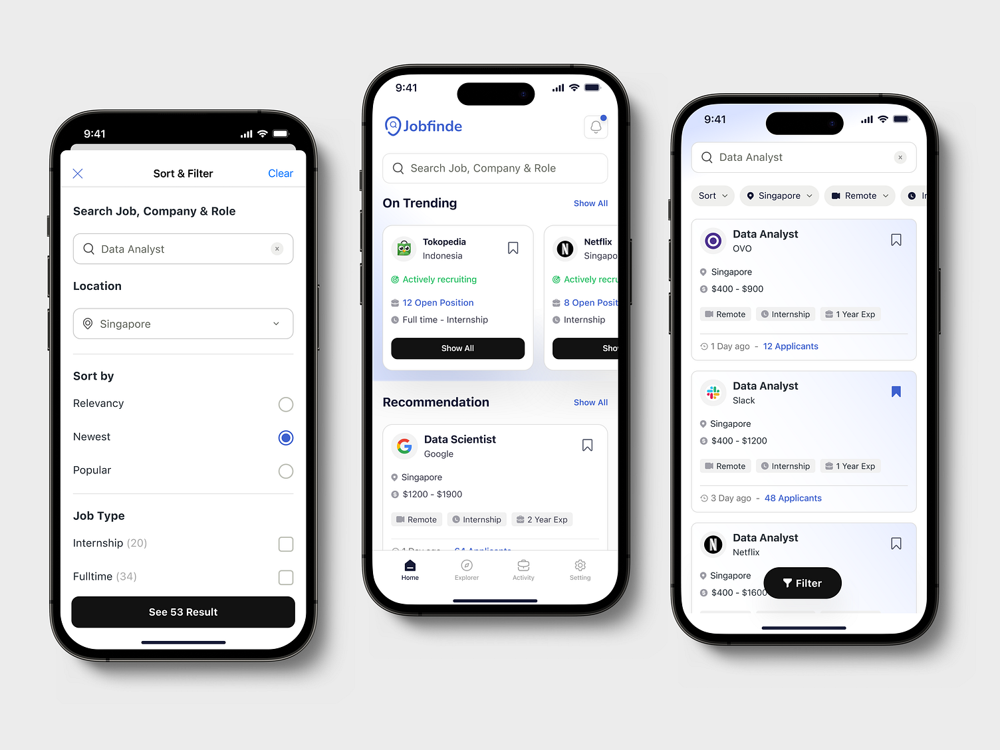 9:41
Sort & Filter
Clear
Search Job, Company & Role
Data Analyst
Location
Singapore
Sort by
Relevancy
Newest
Popular
Job Type
Internship (20)
Fulltime (34)
See 53 Result
9:41
Jobfinde
Search Job, Company & Role
On Trending
Show All
Tokopedia
Indonesia
Actively recruiting
12 Open Position
Full time - Internship
Show All
Netflix
Singapo
Actively recru
8 Open Posit
Internship
Sho
Recommendation
Show All
Data Scientist
Google
Singapore
$1200 - $1900
Remote
Internship
2 Year Exp
1 Day ago - 64 Applicants
Home
Explorer
Activity
Setting
9:41
Data Analyst
Sort
Singapore
Remote
In
Data Analyst
OVO
Singapore
$400 - $900
Remote
Internship
1 Year Exp
1 Day ago - 12 Applicants
Data Analyst
Slack
Singapore
$400 - $1200
Remote
Internship
1 Year Exp
3 Day ago - 48 Applicants
N
Data Analyst
Netflix
Singapore
$400 - $1600
Filter